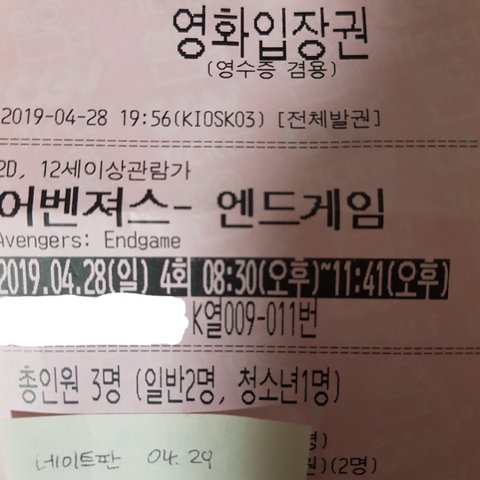 영화입장권
(영수증 겸용)
2019-04-28 19:56(KIOSK03) [전체발권]
2D, 12세이상관람가
어벤져스- 엔드게임
Avengers: Endgame
2019.04.28(일) 4회 08:30(오후)~11:41(오후)
K열009-011번
총인원 3명 (일반2명, 청소년1명)
네이트판 04.29
명)
원)(2명)